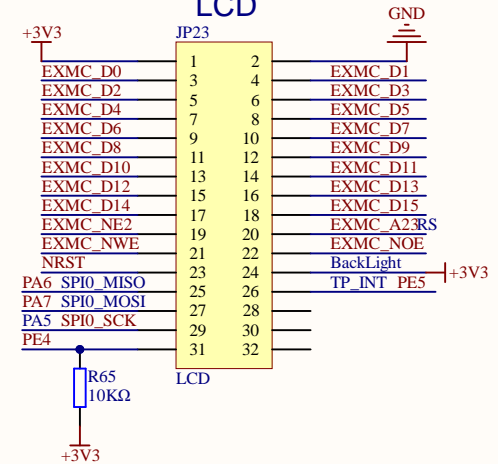 LCD
GND
+3V3 JP23
1 2
EXMC_D0 3 4 EXMC_D1
EXMC_D2 5 6 EXMC_D3
EXMC_D4 7 8 EXMC_D5
EXMC_D6 9 10 EXMC_D7
EXMC_D8 11 12 EXMC_D9
EXMC_D10 13 14 EXMC_D11
EXMC_D12 15 16 EXMC_D13
EXMC_D14 17 18 EXMC_D15
EXMC_NE2 19 20 EXMC_A23RS
EXMC_NWE 21 22 EXMC_NOE
NRST 23 24 BackLight +3V3
PA6 SPI0_MISO 25 26 TP_INT PE5
PA7 SPI0_MOSI 27 28
PA5 SPI0_SCK 29 30
PE4 31 32
R65 LCD
10KΩ
+3V3